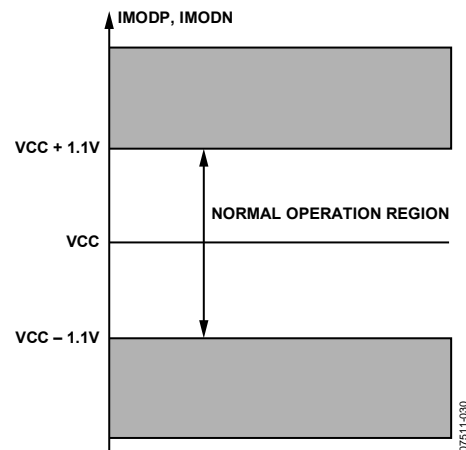 IMODP, IMODN
VCC + 1.1V
NORMAL OPERATION REGION
VCC
VCC – 1.1V
07511-030